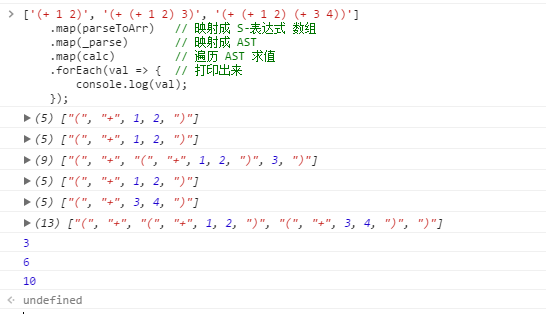 > ['(+ 1 2)', '(+ (+ 1 2) 3)', '(+ (+ 1 2) (+ 3 4))']
.map(parseToArr) // 映射成 S-表达式 数组
.map(_parse) // 映射成 AST
.map(calc) // 遍历 AST 求值
.forEach(val => { // 打印出来
console.log(val);
});
▶ (5) ["(", "+", 1, 2, ")"]
▶ (5) ["(", "+", 1, 2, ")"]
▶ (9) ["(", "+", "(", "+", 1, 2, ")", 3, ")"]
▶ (5) ["(", "+", 1, 2, ")"]
▶ (5) ["(", "+", 3, 4, ")"]
▶ (13) ["(", "+", "(", "+", 1, 2, ")", "(", "+", 3, 4, ")", ")"]
3
6
10
undefined